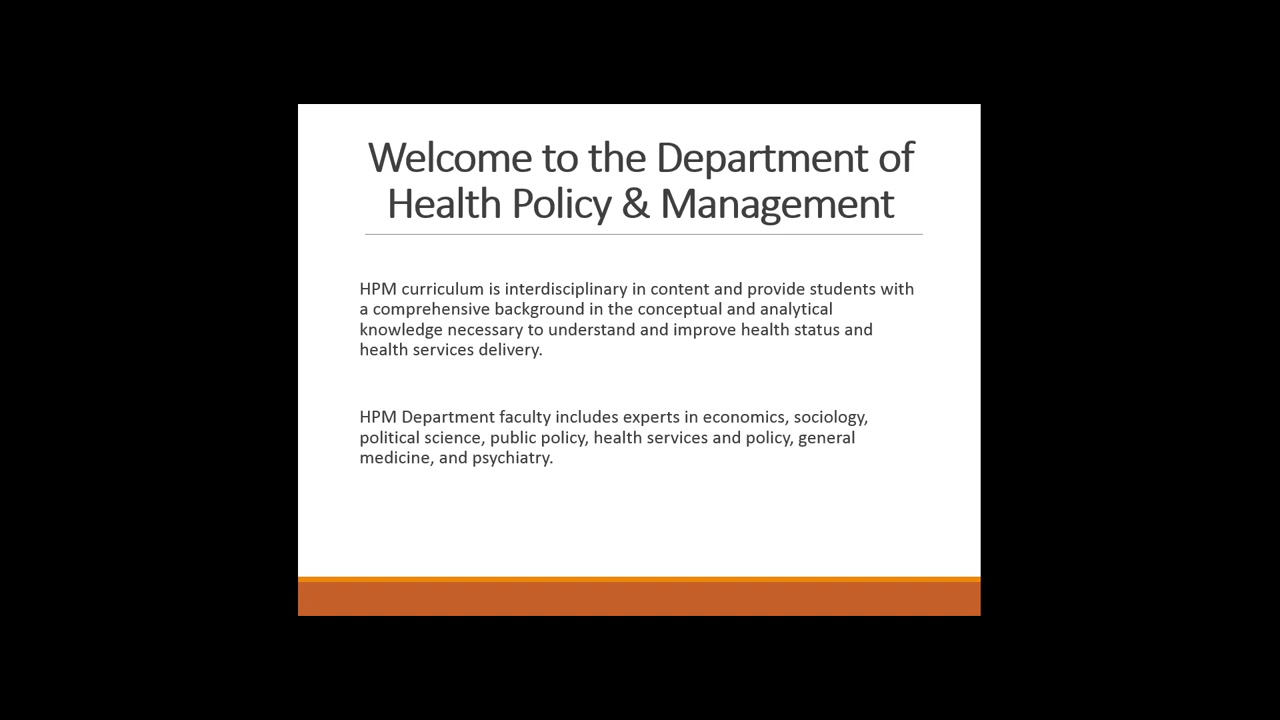 Welcome to the Department of
Health Policy & Management
HPM curriculum is interdisciplinary in content and provide students with
a comprehensive background in the conceptual and analytical
knowledge necessary to understand and improve health status and
health services delivery.
HPM Department faculty includes experts in economics, sociology,
political science, public policy, health services and policy, general
medicine, and psychiatry.